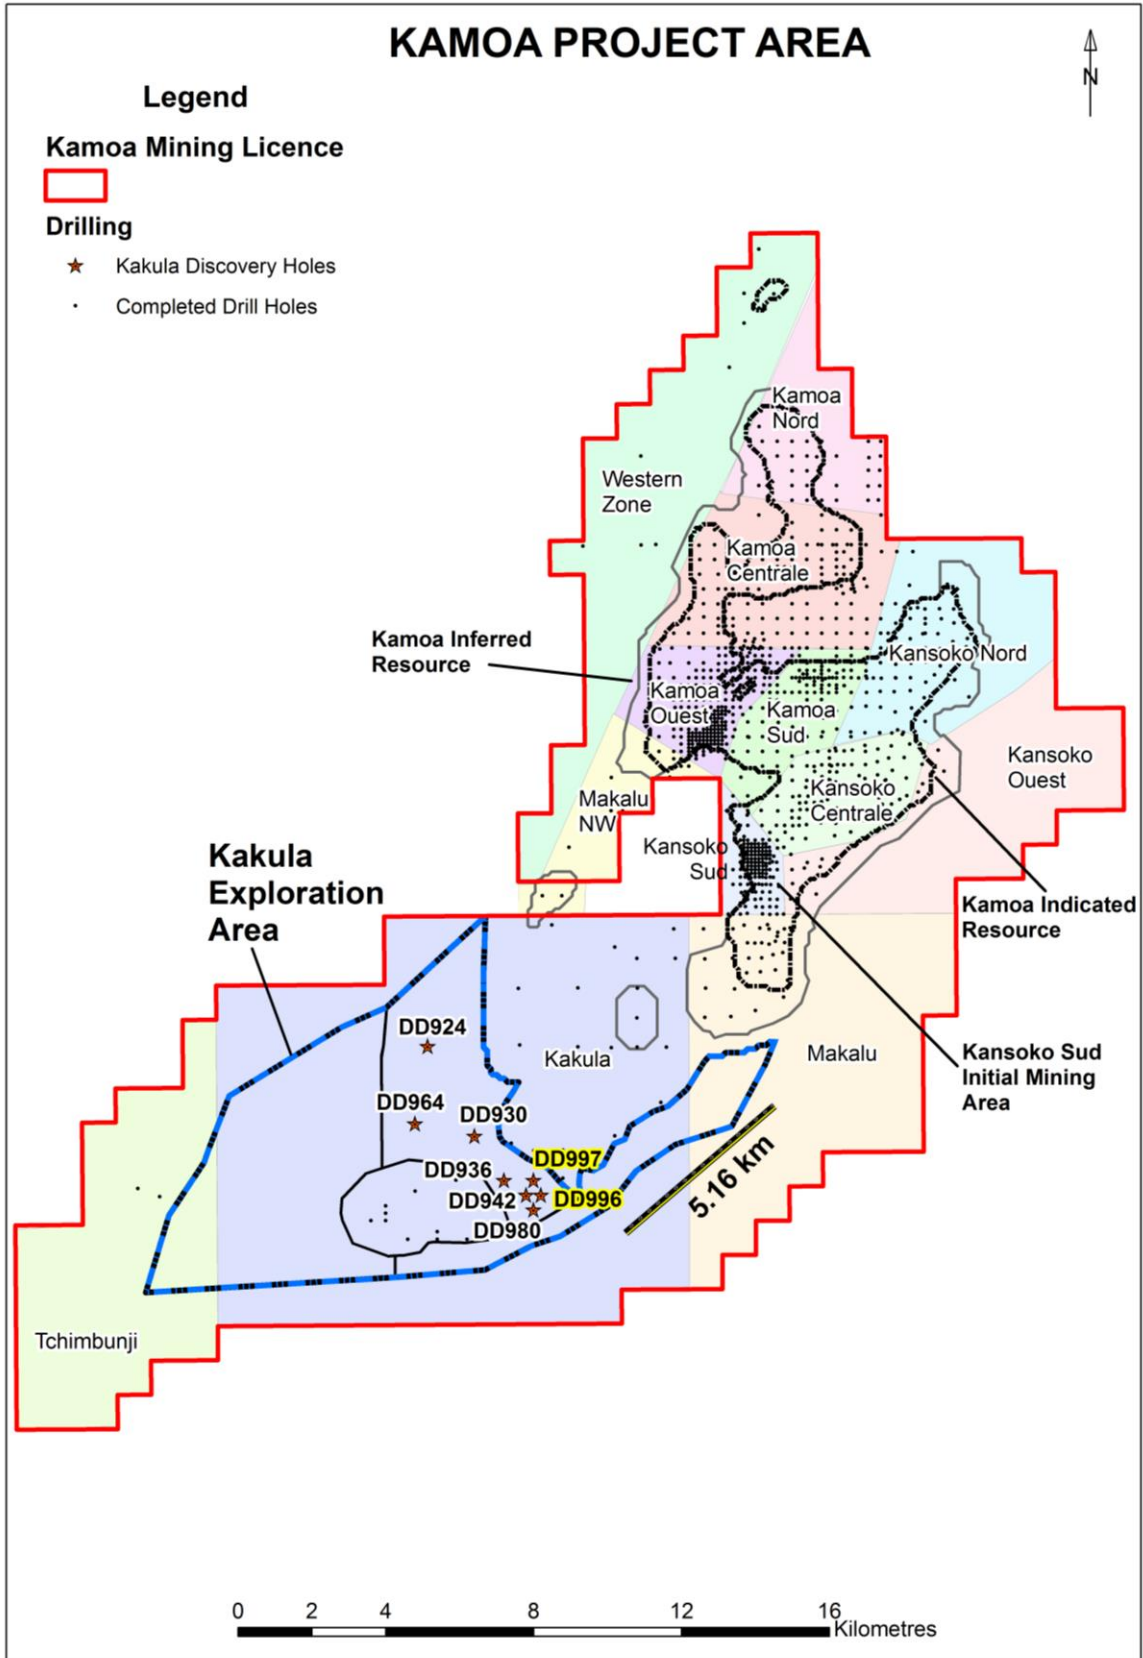 KAMOA PROJECT AREA
N
Legend
Kamoa Mining Licence
Drilling
Kakula Discovery Holes
Completed Drill Holes
Kamoa
Nord
Western
Zone
Kamoa
Centrale
Kamoa Inferred
Resource
Kansoko Nord
Kamoa
Ouest
Kamoa
Sud
Kansoko
Ouest
Kansoko
Centrale
Makalu
NW
Kansoko
Sud
Kakula
Exploration
Area
Kamoa Indicated
Resource
DD924
Kakula
Makalu
Kansoko Sud
Initial Mining
Area
DD964
DD930
DD997
DD936
DD942
DD996
DD980
5.16 km
Tchimbunji
0 2 4 8 12 16
Kilometres